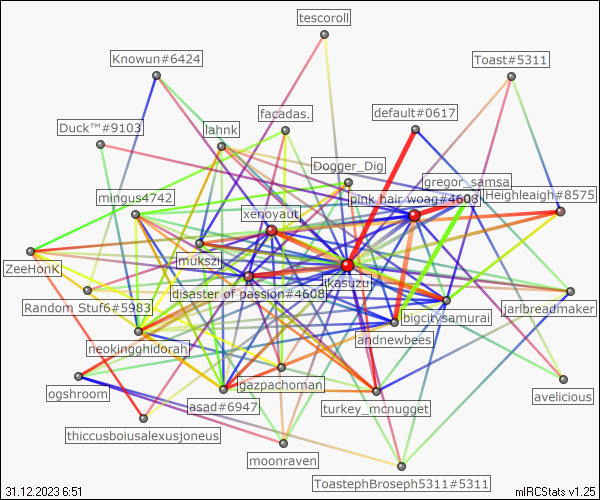 tescoroll
Knowun#6424
Toast#5311
facadas.
default#0617
Duck™#9103
lahnk
Dogger_Dig
gregor_samsa
mingus4742
pink hair woag#4608
Heighleaigh#8575
xenoyaut
mukszi
ZeeHonK
tkasuzu
disaster of passion#4608
Random Stuf6#5983
jarlbreadmaker
bigcitysamurai
andnewbees
neokingghidorah
gazpachoman
ogshroom
avelicious
asad#6947
turkey_mcnugget
thiccusboiusalexusjoneus
moonraven
ToastephBroseph5311#5311
31.12.2023 6:51
mIRCStats v1.25